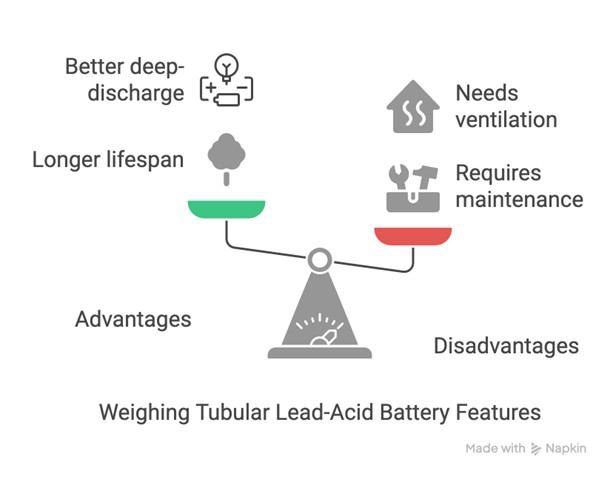 Better deep-
discharge
Longer lifespan
Needs
ventilation
Requires
maintenance
Advantages
Disadvantages
Weighing Tubular Lead-Acid Battery Features
Made with Napkin